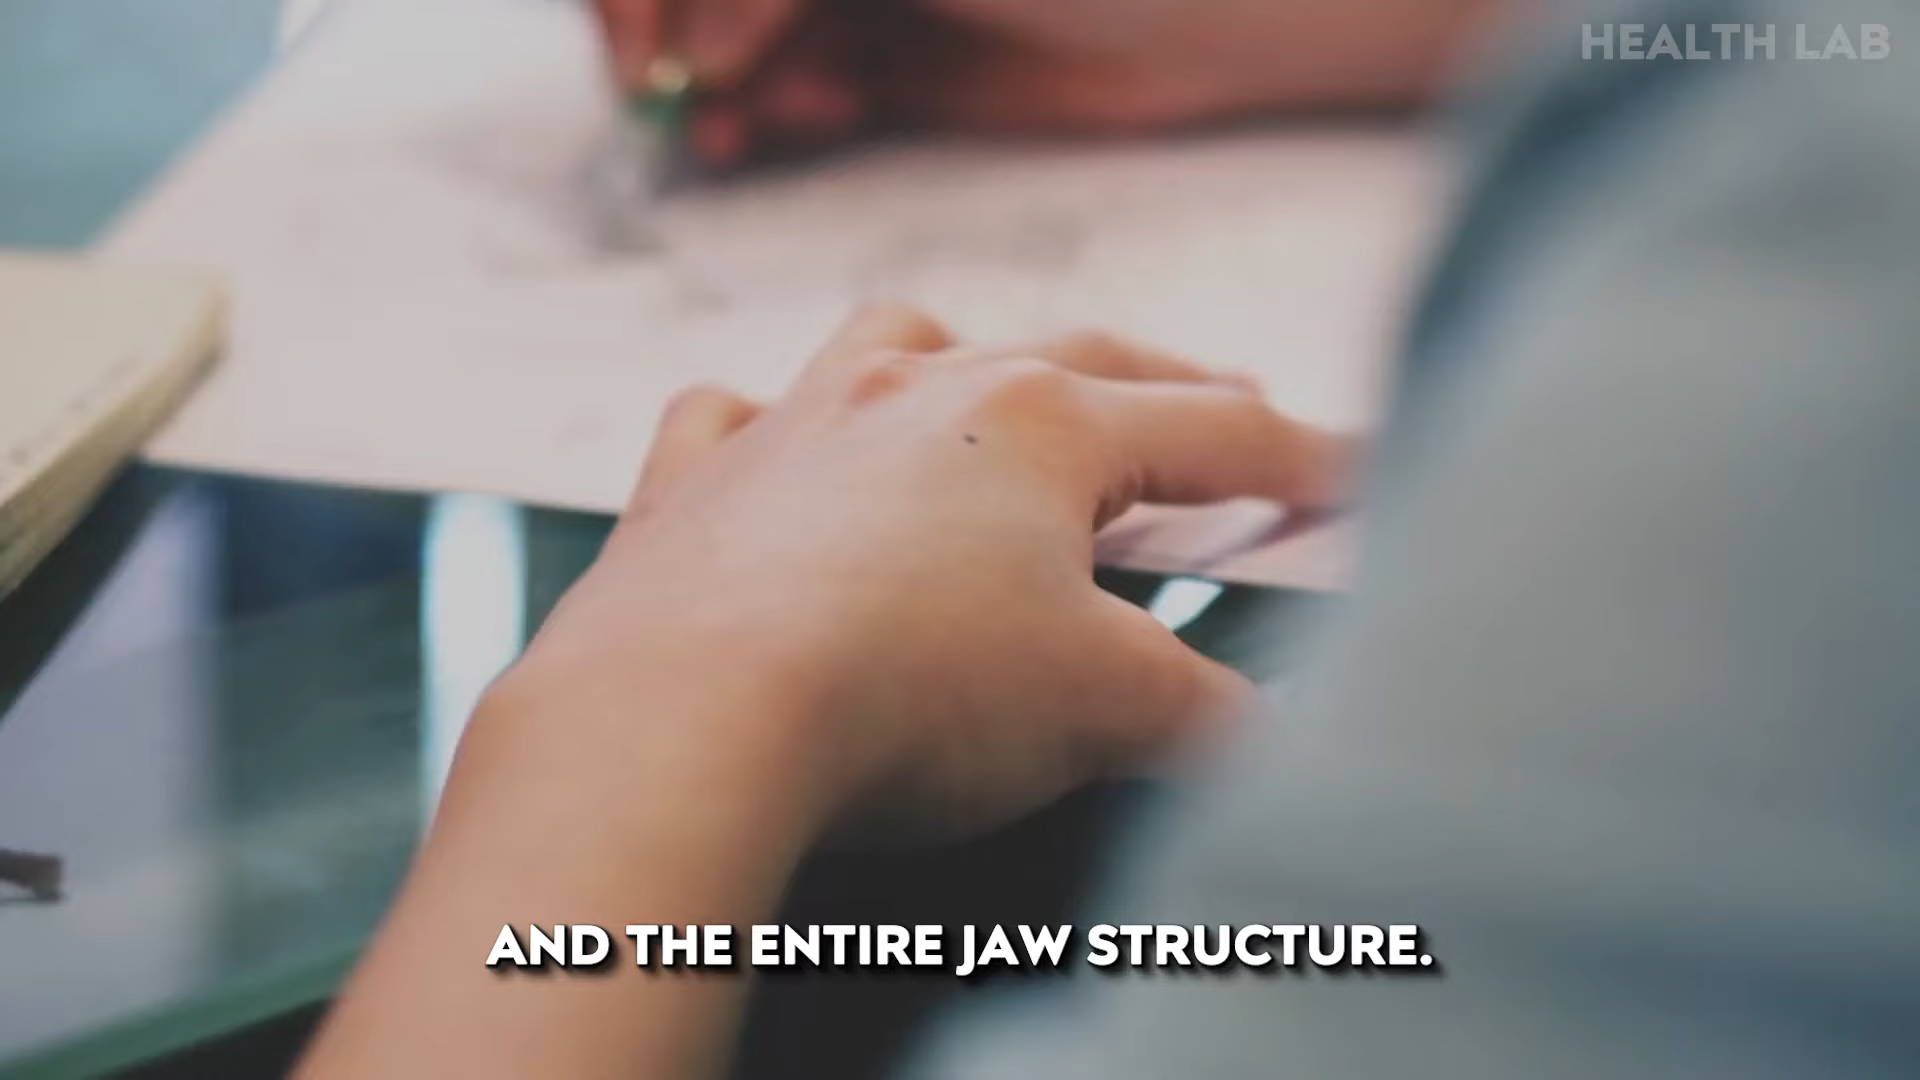 HEALTH LAB
AND THE ENTIRE JAW STRUCTURE.